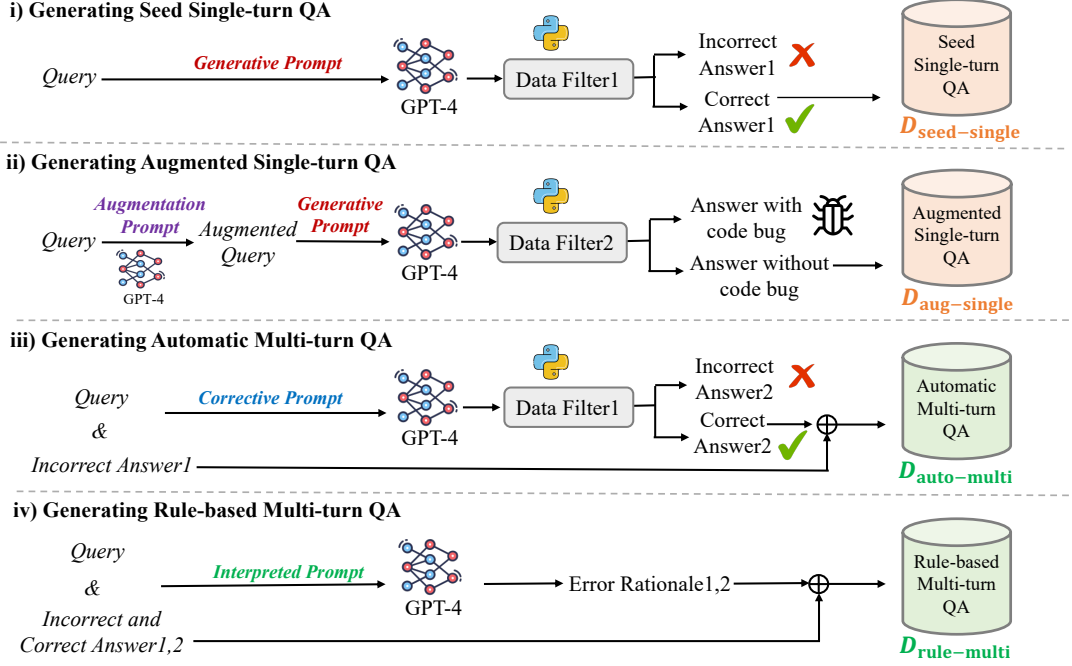 i) Generating Seed Single-turn QA
Query
Generative Prompt
GPT-4
Data Filter1
Incorrect
Answer1
Correct
Answer1
Seed
Single-turn
QA
D seed−single
ii) Generating Augmented Single-turn QA
Query
Augmentation
Prompt
GPT-4
Augmented
Query
Generative
Prompt
GPT-4
Data Filter2
Answer with
code bug
Answer without
code bug
Augmented
Single-turn
QA
D aug−single
iii) Generating Automatic Multi-turn QA
Query
&
Incorrect Answer1
Corrective Prompt
GPT-4
Data Filter1
Incorrect
Answer2
Correct
Answer2
Automatic
Multi-turn
QA
D auto−multi
iv) Generating Rule-based Multi-turn QA
Query
&
Incorrect and
Correct Answer1,2
Interpreted Prompt
GPT-4
Error Rationale1,2
Rule-based
Multi-turn
QA
D rule−multi